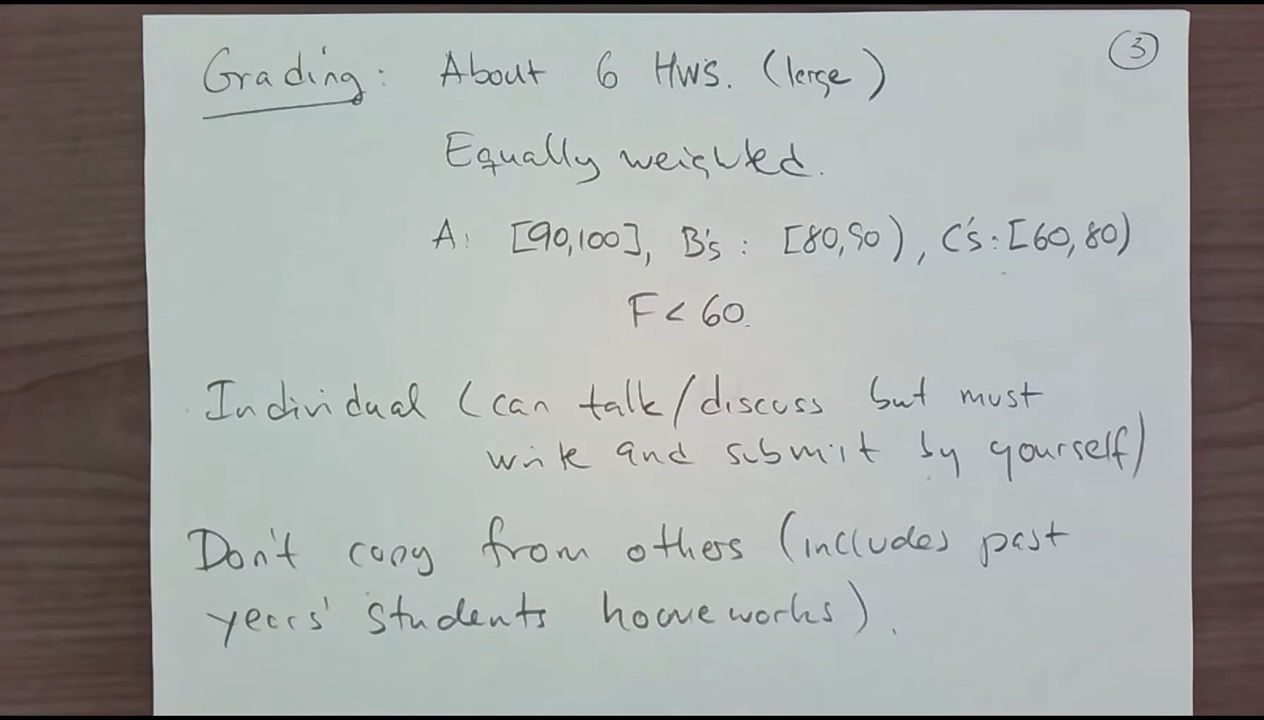 ③
Grading: About 6 HWs. (large)
Equally weighted.
A: [90,100], B's: [80,90), C's: [60,80)
F < 60.
Individual (can talk/discuss but must
write and submit by yourself)
Don't copy from others (includes past
years' students homeworks).